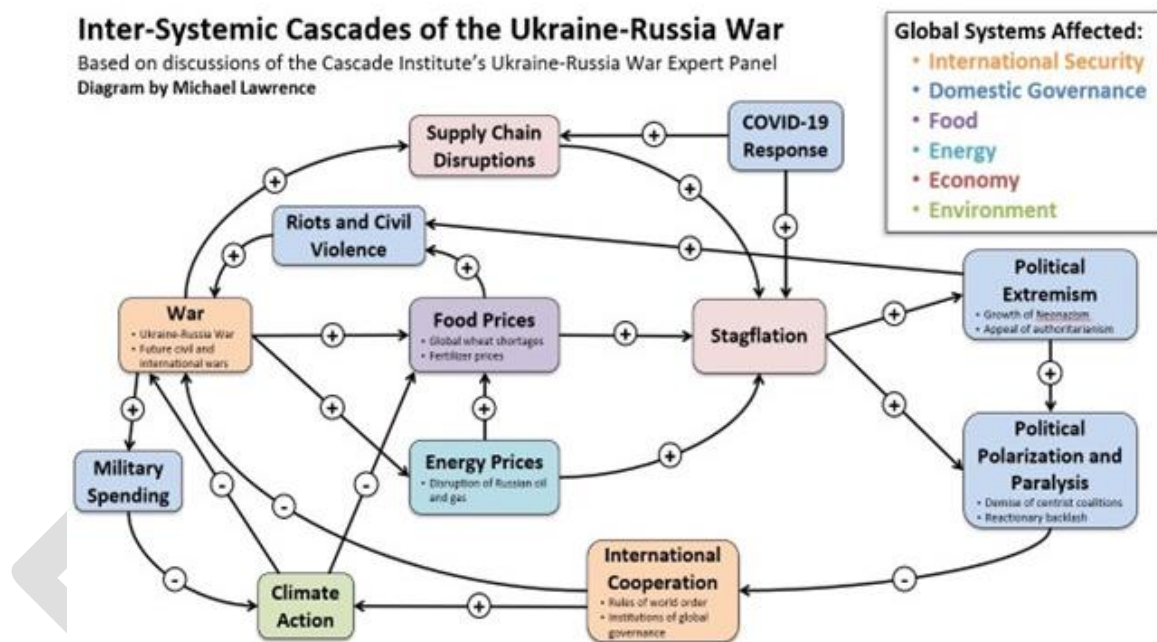 Inter-Systemic Cascades of the Ukraine-Russia War
Based on discussions of the Cascade Institute's Ukraine-Russia War Expert Panel
Diagram by Michael Lawrence
Global Systems Affected:
• International Security
• Domestic Governance
• Food
• Energy
• Economy
• Environment
Supply Chain
Disruptions
+
COVID-19
Response
+
+
Riots and Civil
Violence
+
+
+
+
War
• Ukraine-Russia War
• Future civil and
international wars
+
Food Prices
• Global wheat shortages
• Fertilizer prices
+
Stagflation
+
Political
Extremism
• Growth of Neonazism
• Appeal of authoritarianism
+
+
+
+
+
Military
Spending
Energy Prices
• Disruption of Russian oil
and gas
+
Political
Polarization and
Paralysis
• Demise of centrist coalitions
• Reactionary backlash
-
-
-
-
Climate
Action
+
International
Cooperation
• Rules of world order
• Institutions of global
governance
-